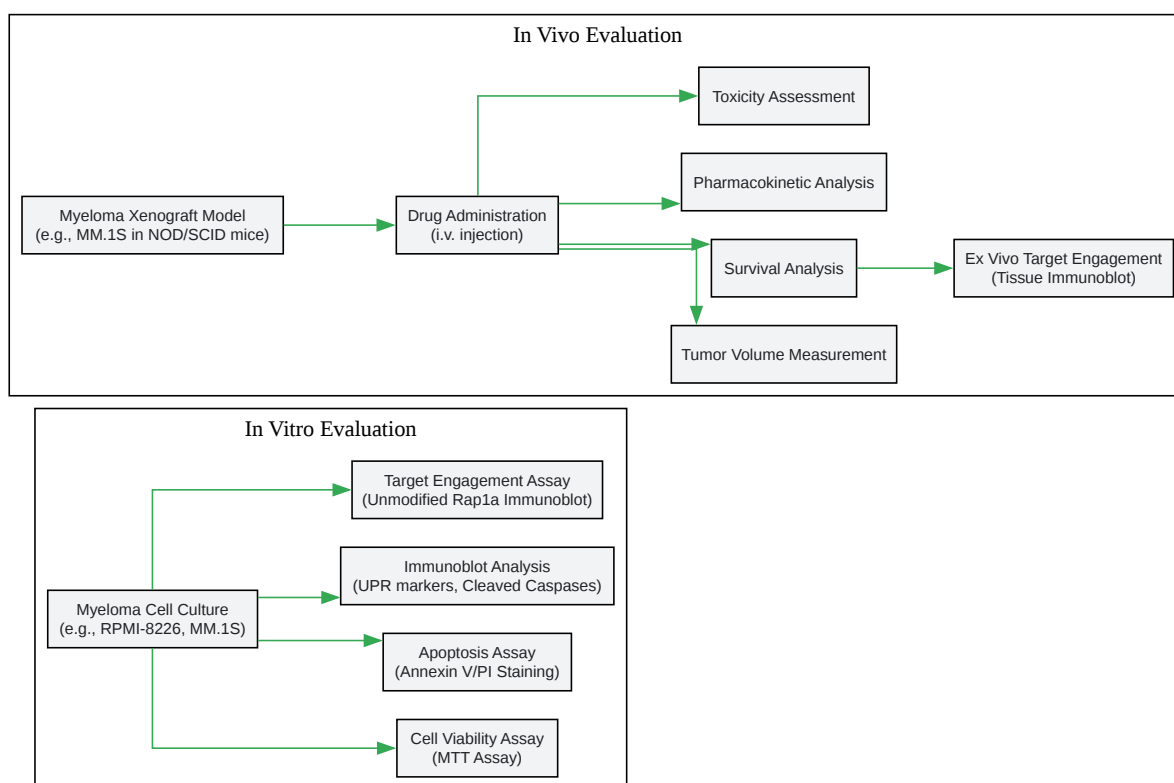 In Vivo Evaluation
Toxicity Assessment
Pharmacokinetic Analysis
Myeloma Xenograft Model
(e.g., MM.1S in NOD/SCID mice)
Drug Administration
(i.v. injection)
Survival Analysis
Ex Vivo Target Engagement
(Tissue Immunoblot)
Tumor Volume Measurement
In Vitro Evaluation
Target Engagement Assay
(Unmodified Rap1a Immunoblot)
Immunoblot Analysis
(UPR markers, Cleaved Caspases)
Myeloma Cell Culture
(e.g., RPMI-8226, MM.1S)
Apoptosis Assay
(Annexin V/PI Staining)
Cell Viability Assay
(MTT Assay)